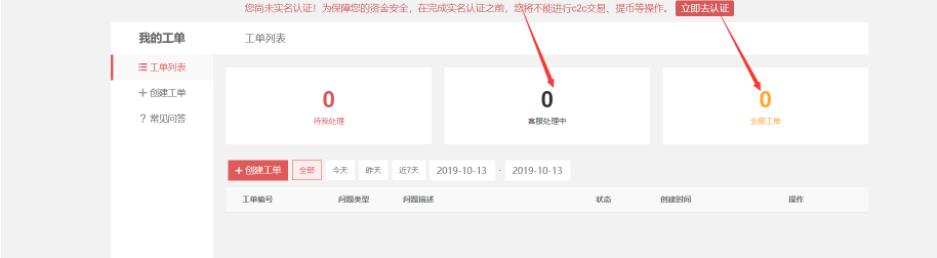 您尚未实名认证！为保障您的资金安全，在完成实名认证之前，您将不能进行c2c交易、提币等操作。 立即去认证
我的工单 工单列表
工单列表
创建工单
常见问答
0 0 0
待我处理 客服处理中 全部工单
+ 创建工单 全部 今天 昨天 近7天 2019-10-13 - 2019-10-13
工单编号 问题类型 问题描述 状态 创建时间 操作